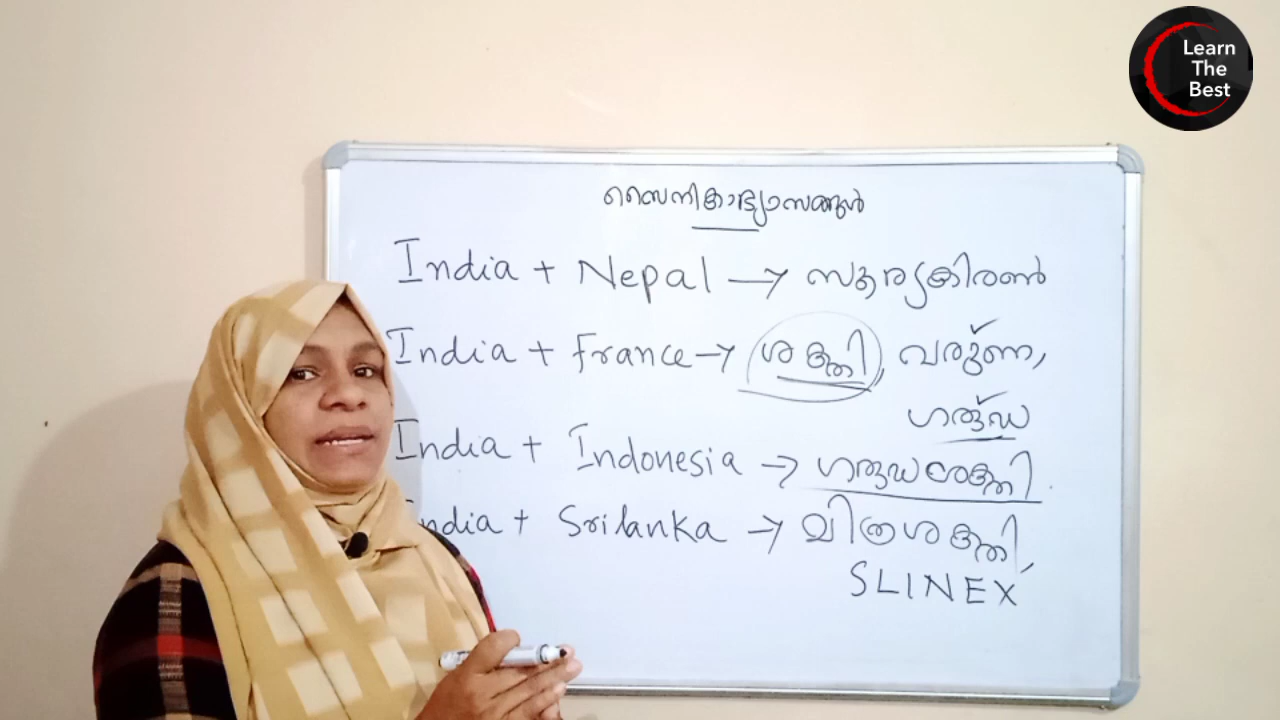 Learn
The
Best
സൈനികാഭ്യാസങ്ങൾ
India + Nepal → സൂര്യകിരൺ
India + France → ശക്തി, വരുണ,
ഗരുഡ
India + Indonesia → ഗരുഡശക്തി
India + Srilanka → മിത്രശക്തി,
SLINEX